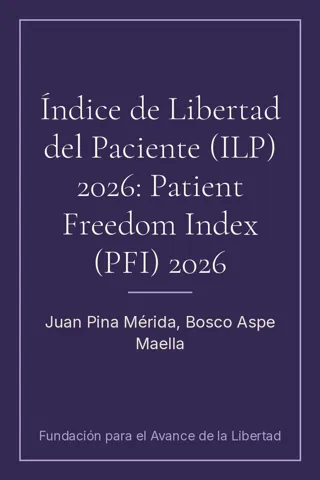 Índice de Libertad
del Paciente (ILP)
2026: Patient
Freedom Index
(PFI) 2026
Juan Pina Mérida, Bosco Aspe
Maella
Fundación para el Avance de la Libertad